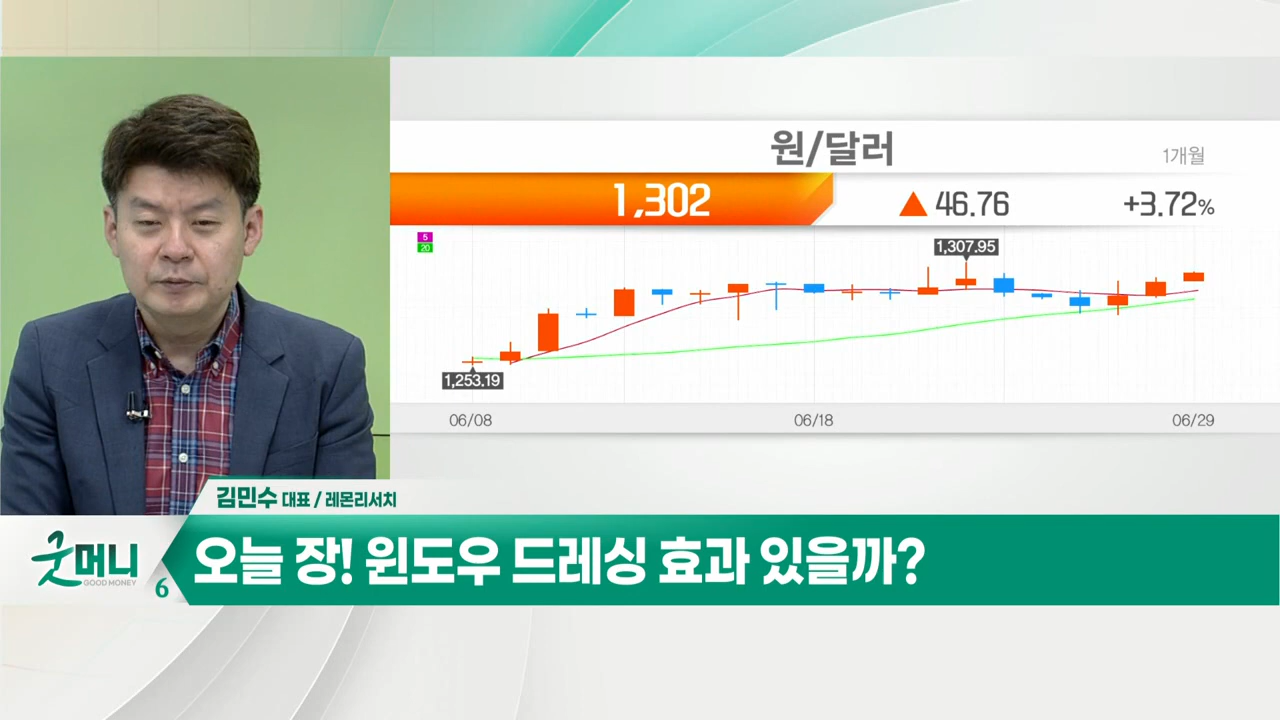 원/달러
1개월
1,302
▲ 46.76
+3.72%
5
20
1,307.95
1,253.19
06/08
06/18
06/29
김민수 대표 / 레몬리서치
굿머니
GOOD MONEY
6
오늘 장! 윈도우 드레싱 효과 있을까?